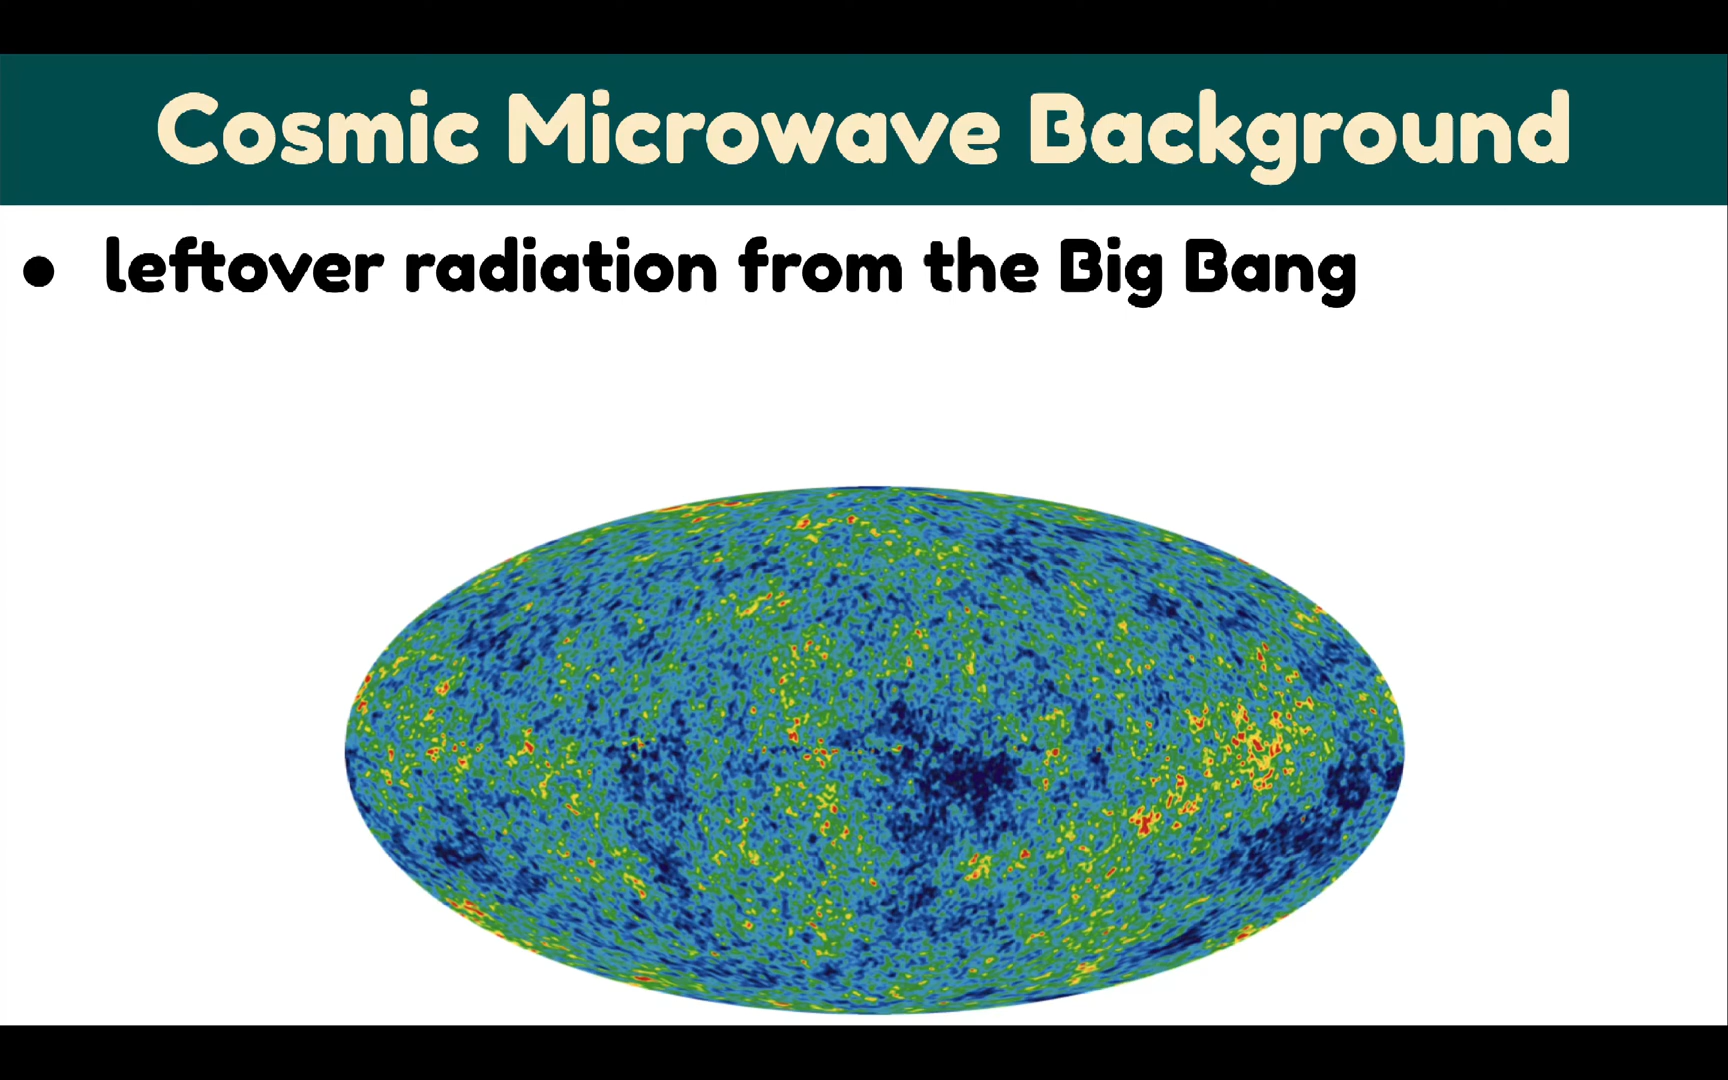 Cosmic Microwave Background
● leftover radiation from the Big Bang